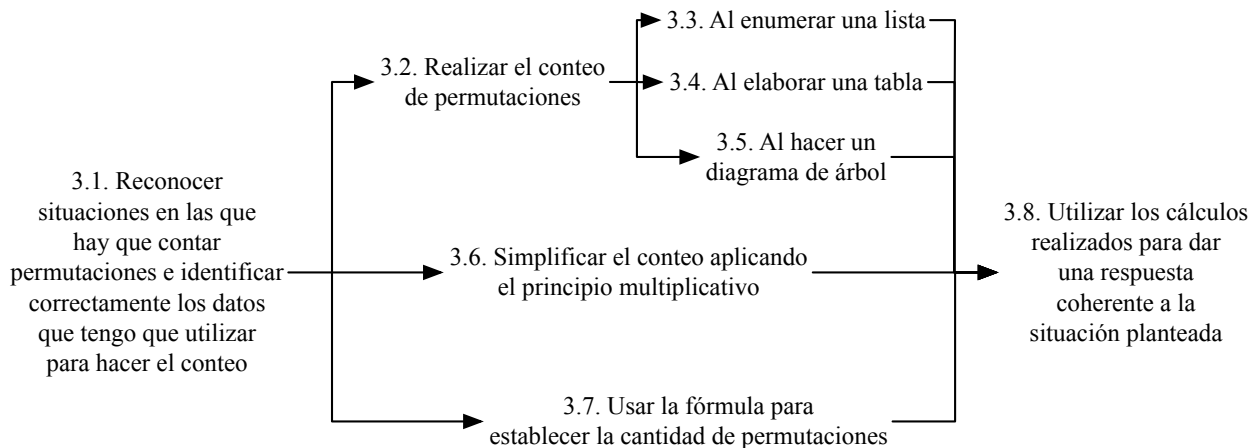 3.1. Reconocer
situaciones en las que
hay que contar
permutaciones e identificar
correctamente los datos
que tengo que utilizar
para hacer el conteo
3.2. Realizar el conteo
de permutaciones
3.3. Al enumerar una lista
3.4. Al elaborar una tabla
3.5. Al hacer un
diagrama de árbol
3.6. Simplificar el conteo aplicando
el principio multiplicativo
3.7. Usar la fórmula para
establecer la cantidad de permutaciones
3.8. Utilizar los cálculos
realizados para dar
una respuesta
coherente a la
situación planteada